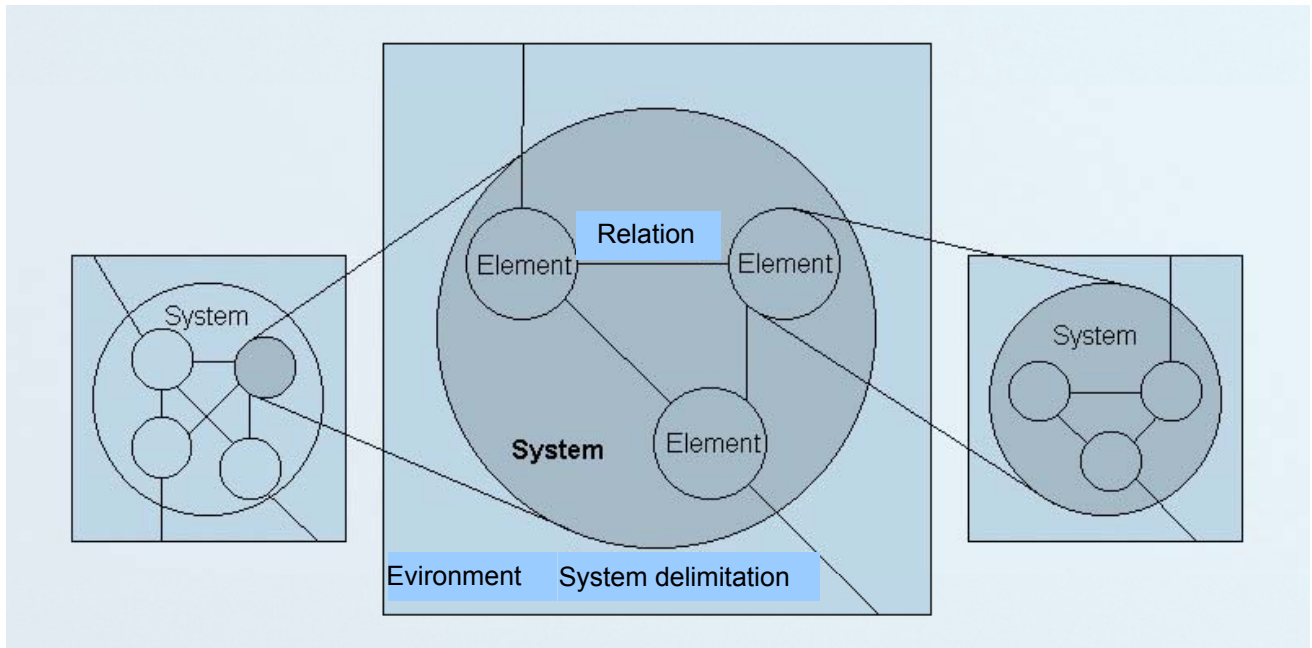 Relation
Element
Element
System
System
Element
System
Evironment
System delimitation